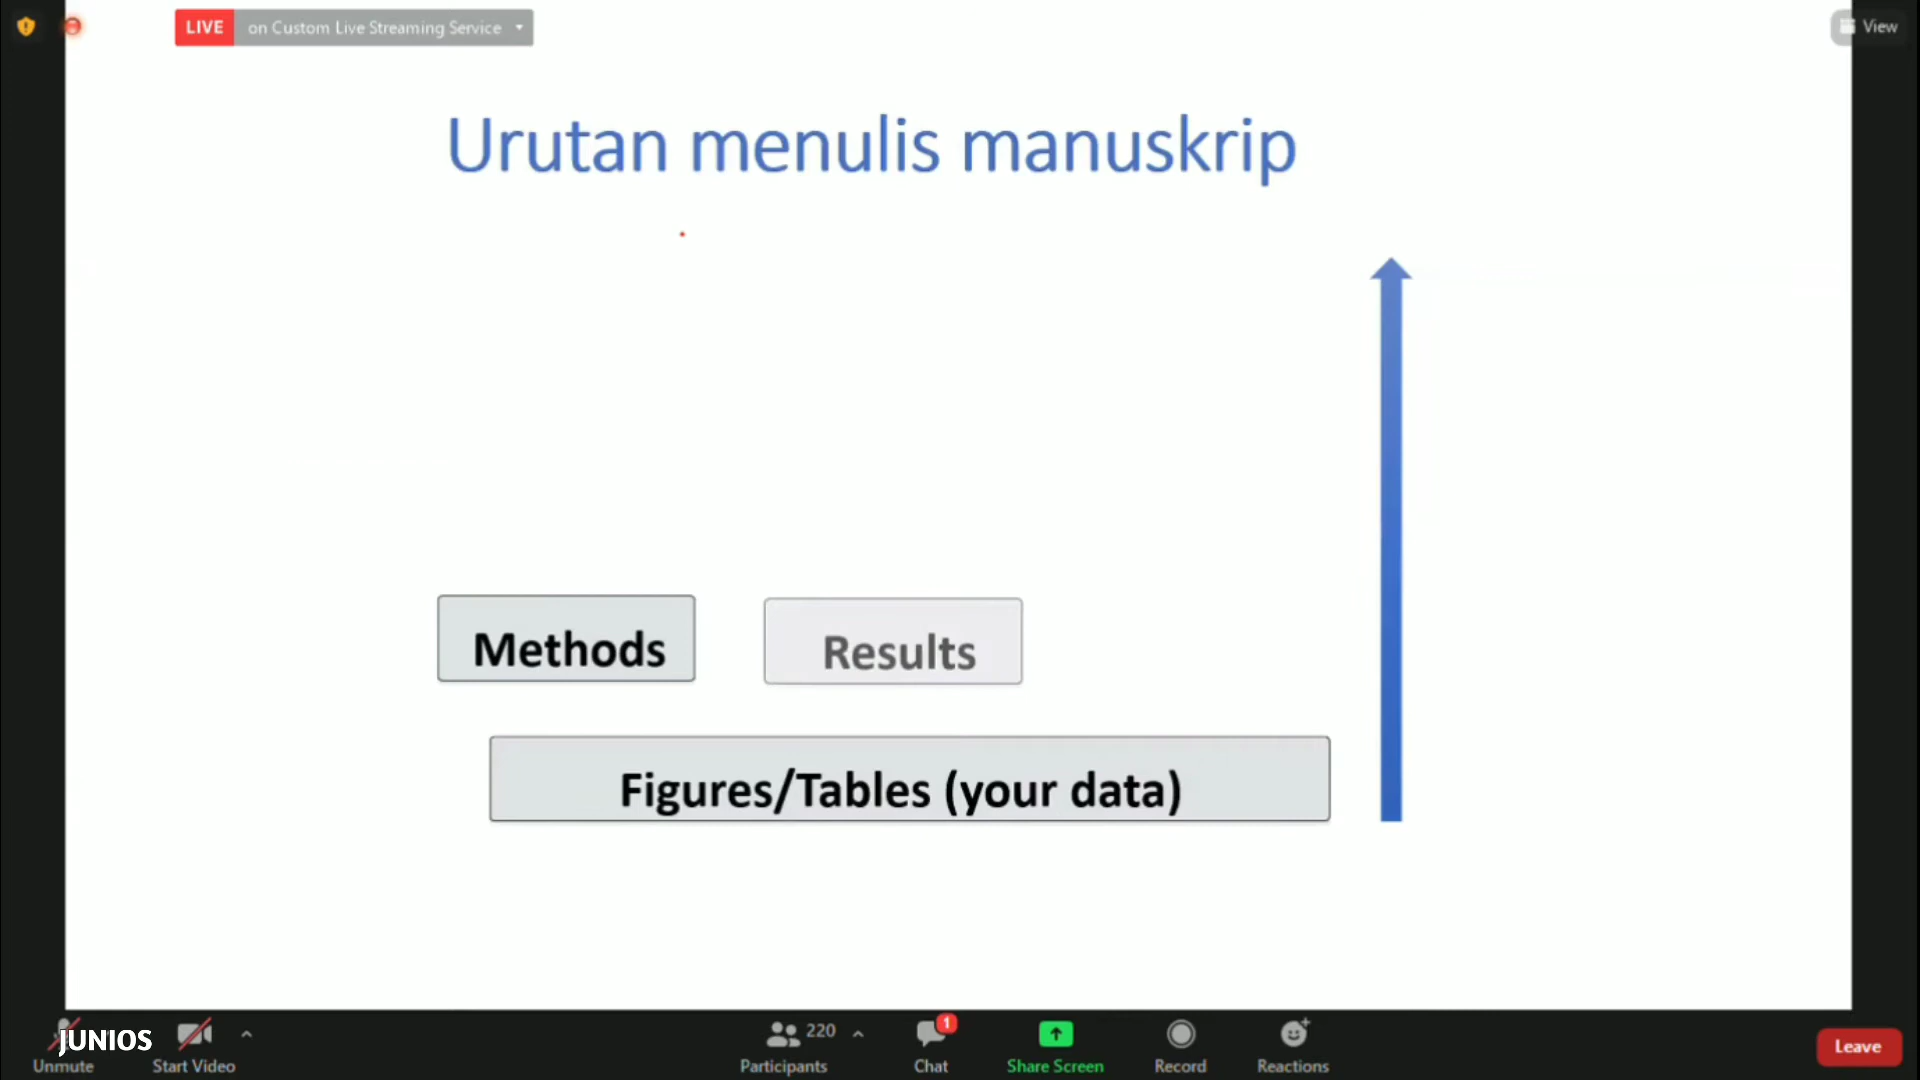 LIVE on Custom Live Streaming Service
View
Urutan menulis manuskrip
Methods
Results
Figures/Tables (your data)
JUNIOS
220
1
Unmute
Start Video
Participants
Chat
Share Screen
Record
Reactions
Leave